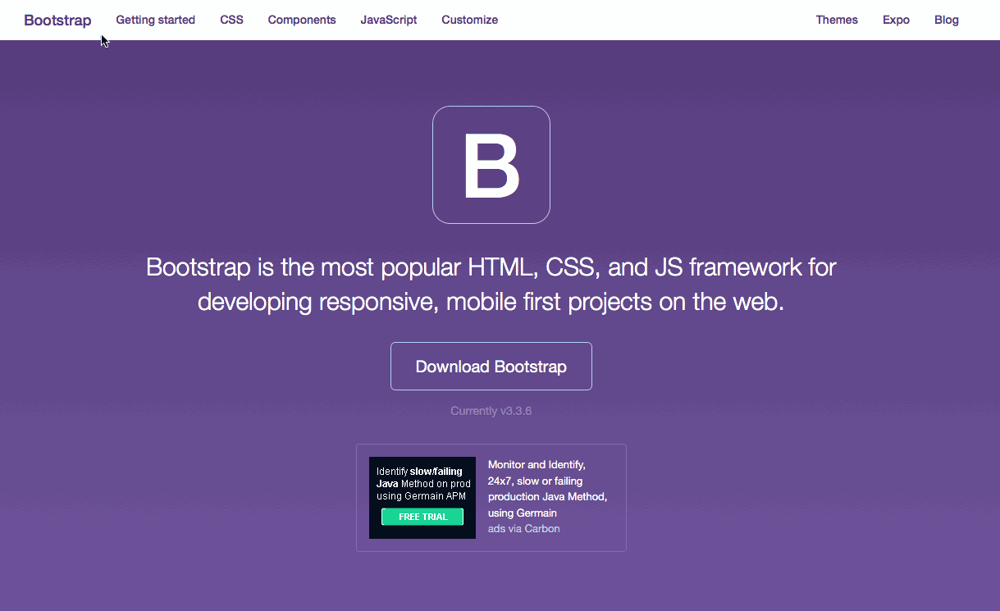 Bootstrap Getting started CSS Components JavaScript Customize Themes Expo Blog
B
Bootstrap is the most popular HTML, CSS, and JS framework for
developing responsive, mobile first projects on the web.
Download Bootstrap
Currently v3.3.6
Identify slow/failing
Java Method on prod
using Germain APM
FREE TRIAL
Monitor and Identify,
24x7, slow or failing
production Java Method,
using Germain
ads via Carbon